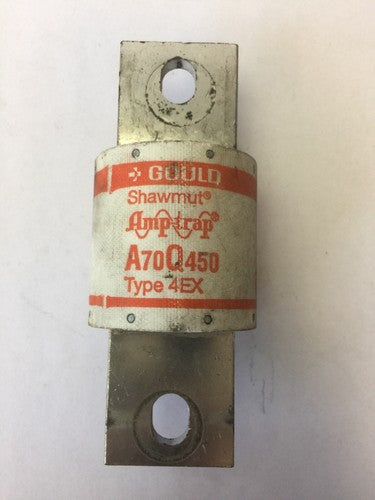 GOULD
Shawmut®
Amp-trap®
A70Q450
Type 4EX